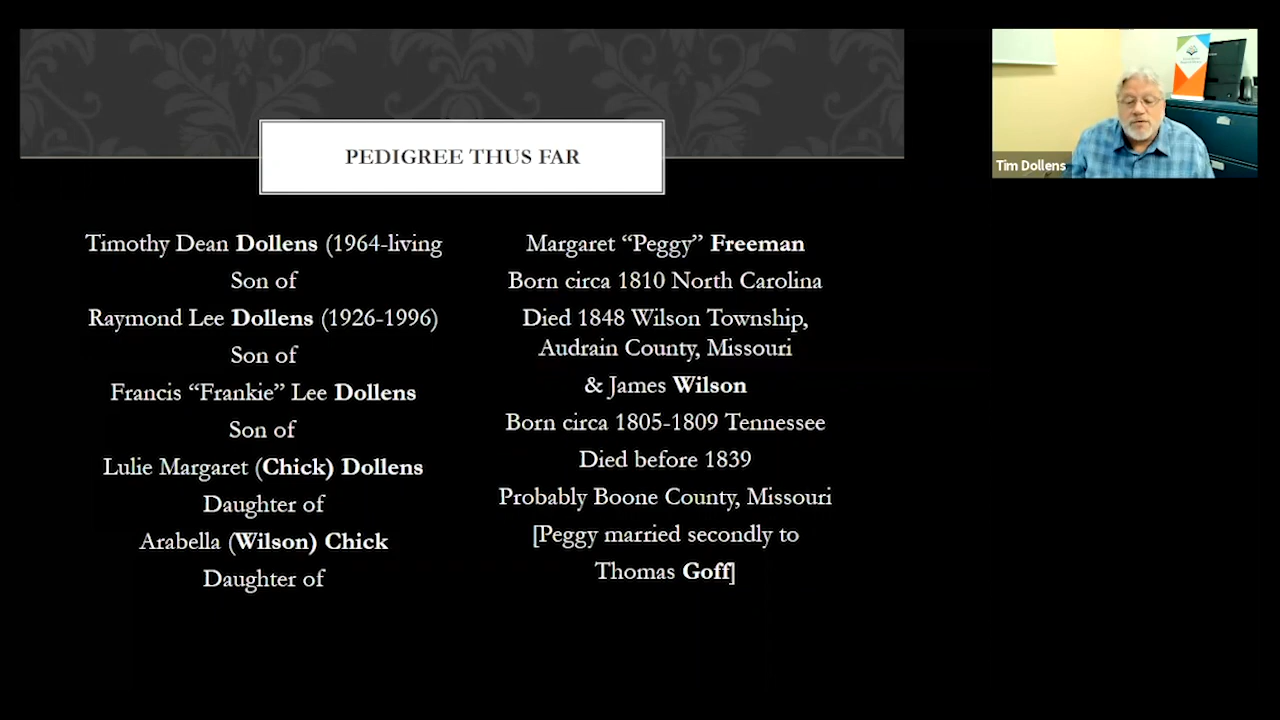 PEDIGREE THUS FAR
Timothy Dean Dollens (1964-living
Son of
Raymond Lee Dollens (1926-1996)
Son of
Francis “Frankie” Lee Dollens
Son of
Lulie Margaret (Chick) Dollens
Daughter of
Arabella (Wilson) Chick
Daughter of
Margaret “Peggy” Freeman
Born circa 1810 North Carolina
Died 1848 Wilson Township,
Audrain County, Missouri
& James Wilson
Born circa 1805-1809 Tennessee
Died before 1839
Probably Boone County, Missouri
[Peggy married secondly to
Thomas Goff]
Tim Dollens